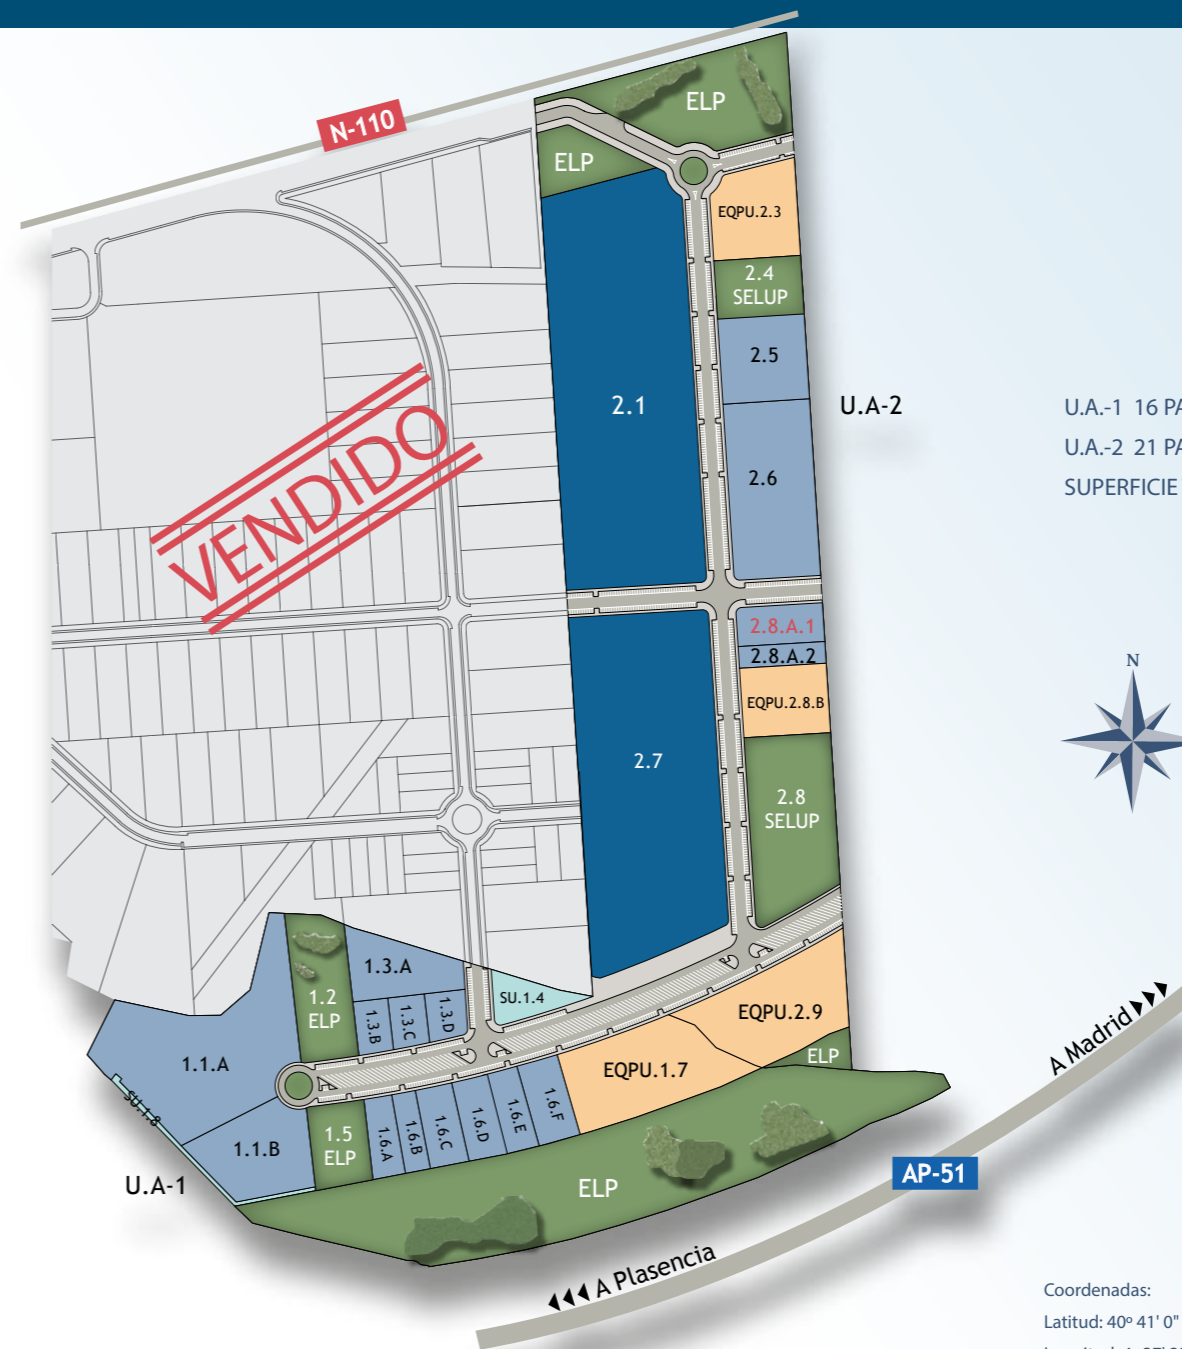 N-110
ELP
ELP
EQPU.2.3
2.4
SELUP
2.5
2.1
U.A-2
U.A.-1 16 PA
U.A.-2 21 PA
SUPERFICIE
VENDIDO
2.6
2.8.A.1
2.8.A.2
EQPU.2.8.B
N
2.7
2.8
SELUP
1.3.A
1.2
ELP
1.3.B
1.3.C
1.3.D
SU.1.4
EQPU.2.9
A Madrid
ELP
1.1.A
EQPU.1.7
SU.1.8
1.1.B
1.5
ELP
1.6.A
1.6.B
1.6.C
1.6.D
1.6.E
1.6.F
U.A-1
ELP
AP-51
A Plasencia
Coordenadas:
Latitud: 40º 41' 0"